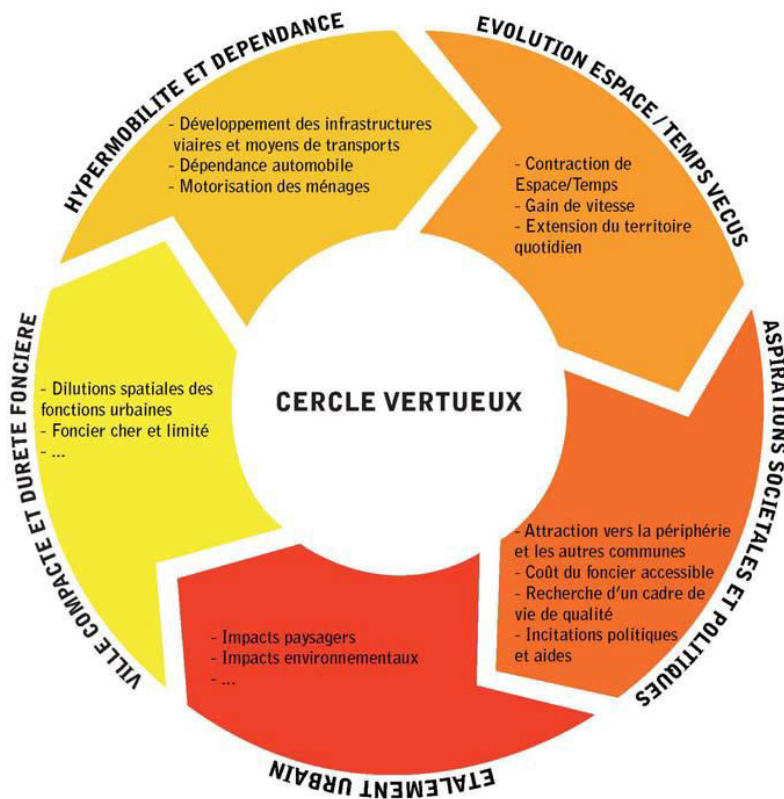 HYPERMOBILITE ET DEPENDANCE
- Développement des infrastructures
viaires et moyens de transports
- Dépendance automobile
- Motorisation des ménages
EVOLUTION ESPACE / TEMPS VECUS
- Contraction de
Espace/Temps
- Gain de vitesse
- Extension du territoire
quotidien
ASPIRATIONS SOCIETALES ET POLITIQUES
- Attraction vers la périphérie
et les autres communes
- Coût du foncier accessible
- Recherche d'un cadre de
vie de qualité
- Incitations politiques
et aides
ETALEMENT URBAIN
- Impacts paysagers
- Impacts environnementaux
- ...
VILLE COMPACTE ET DURETE FONCIERE
- Dilutions spatiales des
fonctions urbaines
- Foncier cher et limité
- ...
CERCLE VERTUEUX